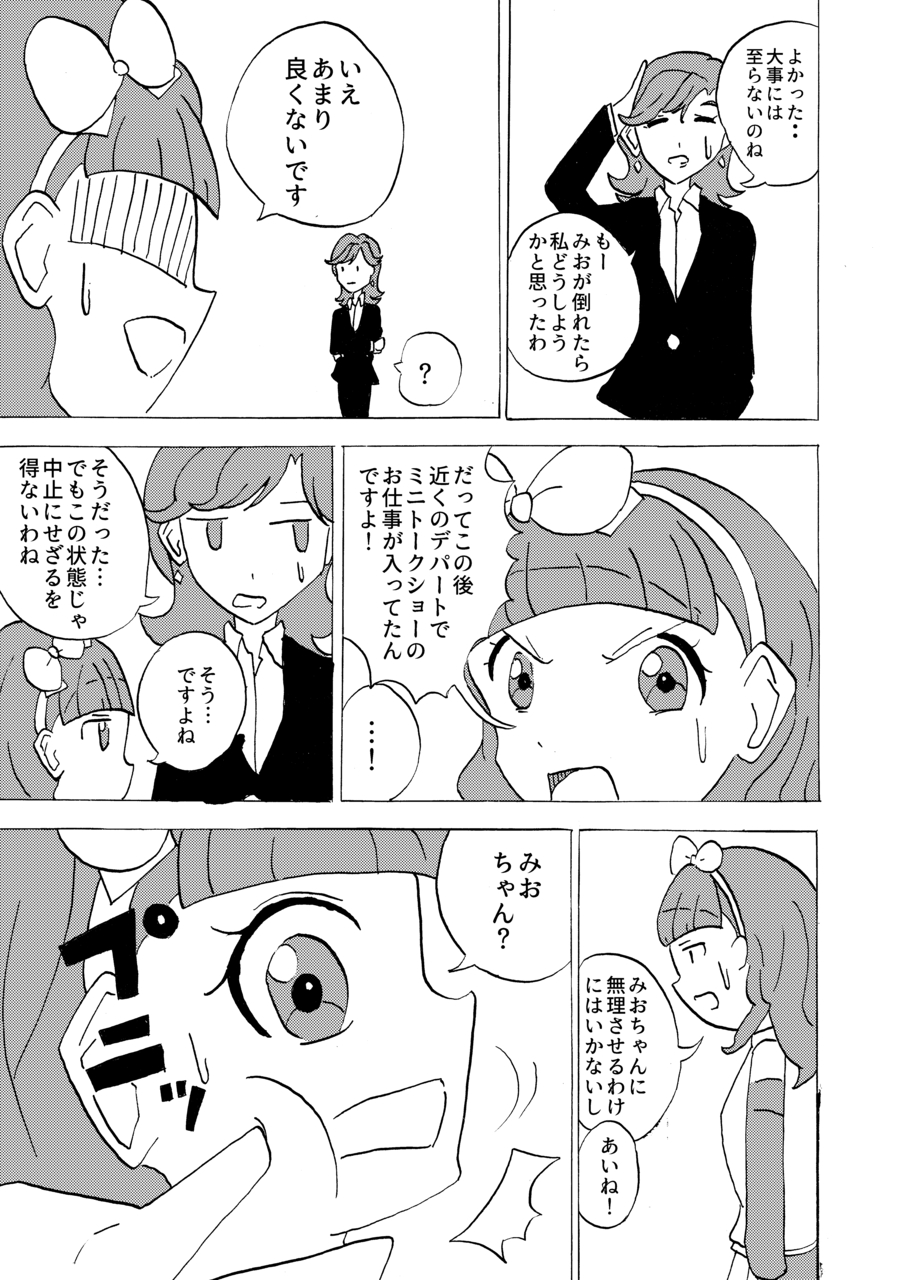 よかった・・
大事には
至らないのね
もー
みおが倒れたら
私どうしよう
かと思ったわ
いえ
あまり
良くないです
？
だってこの後
近くのデパートで
ミニトークショーの
お仕事が入ってたん
ですよ！
…！
そうだった…
でもこの状態じゃ
中止にせざるを
得ないわね
そう…
ですよね
みおちゃんに
無理させるわけ
にはいかないし
あいね！
みお
ちゃん？
プニッ